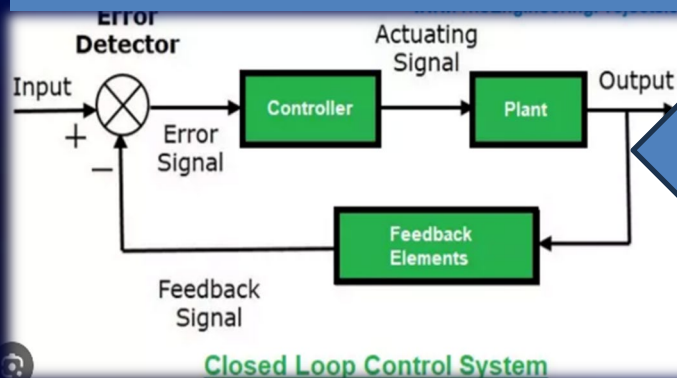 Error
Detector
Actuating
Signal
Input
Output
Controller
Plant
+
Error
Signal
−
Feedback
Elements
Feedback
Signal
Closed Loop Control System